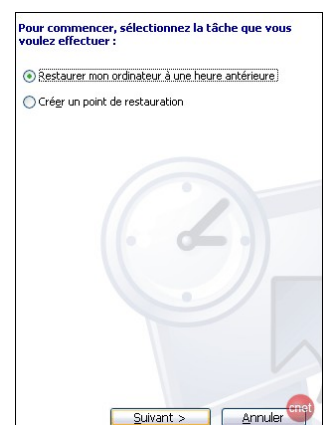 Pour commencer, sélectionnez la tâche que vous
voulez effectuer :
Restaurer mon ordinateur à une heure antérieure
Créer un point de restauration
Suivant >
Annuler
cnet